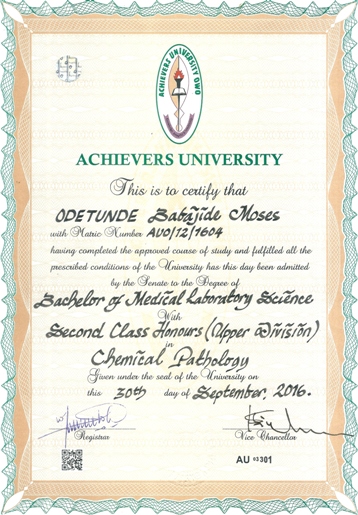 ACHIEVERS UNIVERSITY OWO
ACHIEVERS UNIVERSITY
This is to certify that
ODETUNDE Babajide Moses
with Matric Number AUO/12/1604
having completed the approved course of study and fulfilled all the
prescribed conditions of the University has this day been admitted
by the Senate to the Degree of
Bachelor of Medical Laboratory Science
With
Second Class Honours (Upper Division)
in
Chemical Pathology
Given under the seal of the University on
this 30th day of September, 2016.
Registrar Vice Chancellor
AU 03301